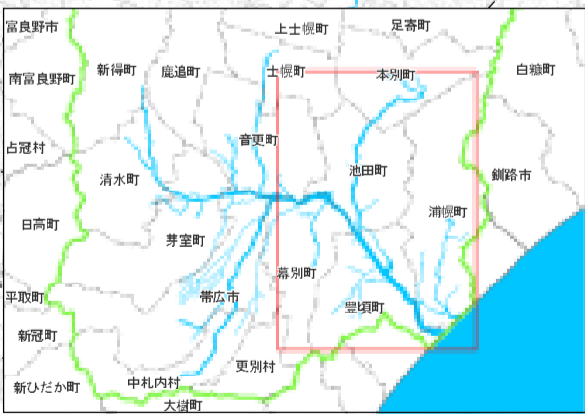 富良野市
上士幌町
足寄町
南富良野町
新得町
鹿追町
士幌町
本別町
白糠町
占冠村
音更町
清水町
池田町
釧路市
日高町
芽室町
浦幌町
幕別町
平取町
帯広市
豊頃町
新冠町
更別村
新ひだか町
中札内村
大樹町